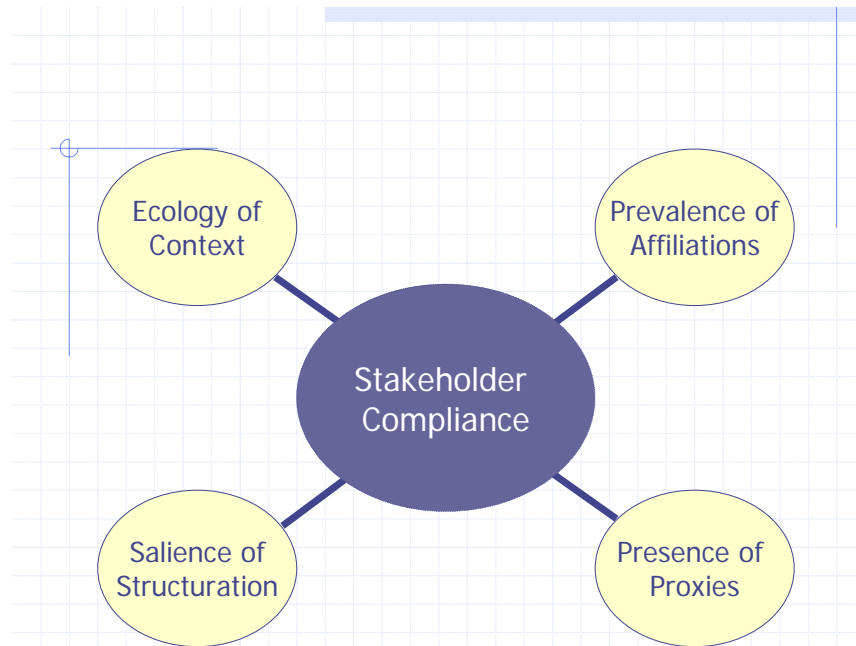 Ecology of
Context
Prevalence of
Affiliations
Stakeholder
Compliance
Salience of
Structuration
Presence of
Proxies